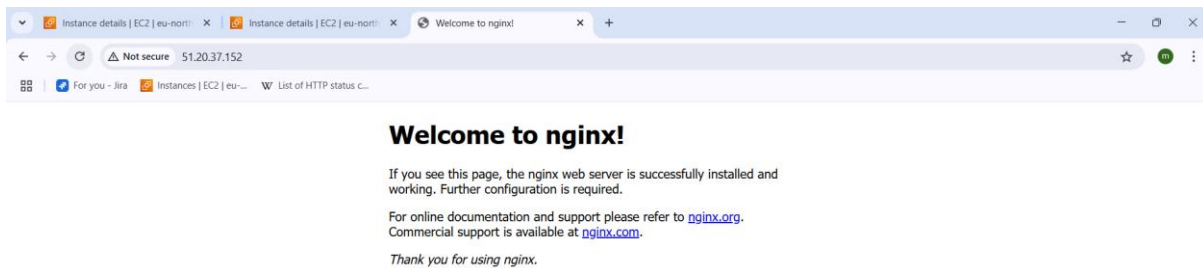 Instance details | EC2 | eu-north
Instance details | EC2 | eu-north
Welcome to nginx!
Not secure 51.20.37.152
m
For you - Jira
Instances | EC2 | eu-...
W List of HTTP status c...
Welcome to nginx!
If you see this page, the nginx web server is successfully installed and
working. Further configuration is required.
For online documentation and support please refer to nginx.org.
Commercial support is available at nginx.com.
Thank you for using nginx.